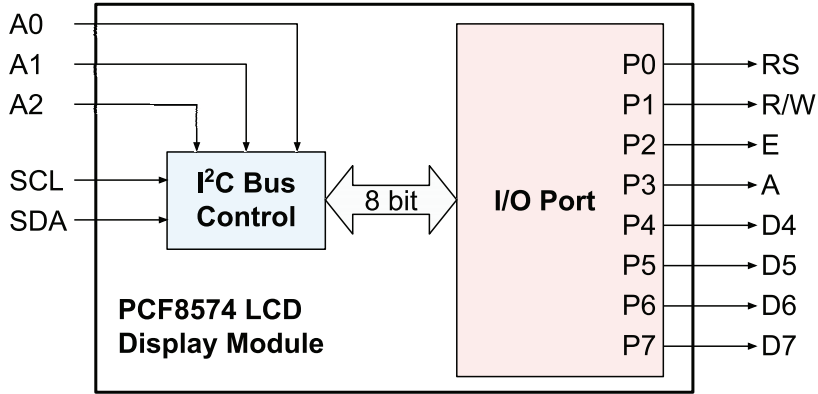 A0
A1
A2
SCL
SDA
I²C Bus
Control
8 bit
I/O Port
P0
P1
P2
P3
P4
P5
P6
P7
RS
R/W
E
A
D4
D5
D6
D7
PCF8574 LCD
Display Module